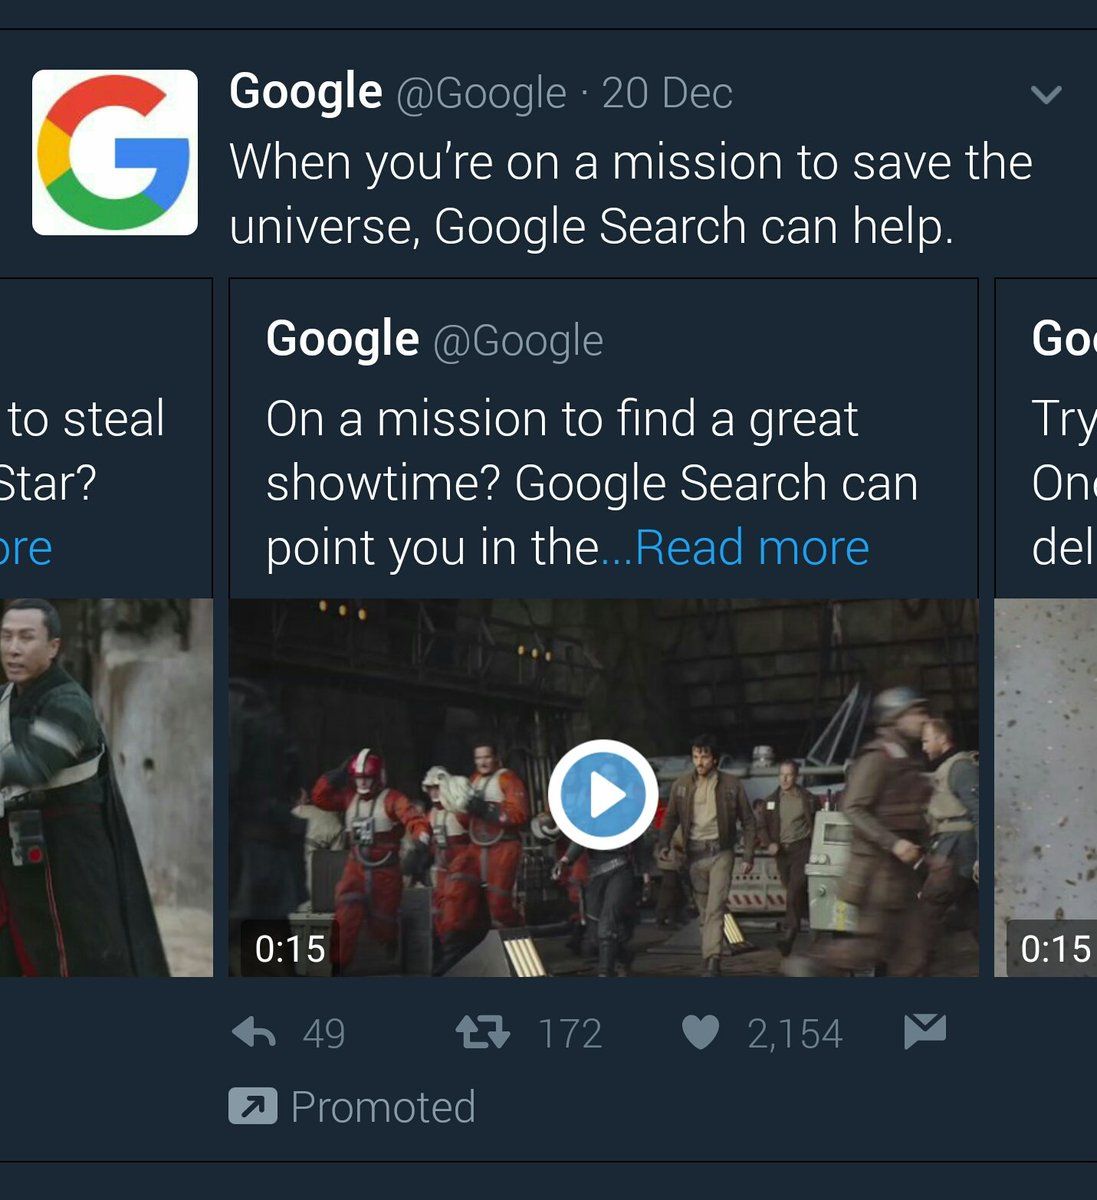 Google @Google · 20 Dec
When you're on a mission to save the
universe, Google Search can help.
to steal
Star?
ore
Google @Google
On a mission to find a great
showtime? Google Search can
point you in the...Read more
0:15
Goo
Try
One
del
0:15
49 172 2,154
Promoted